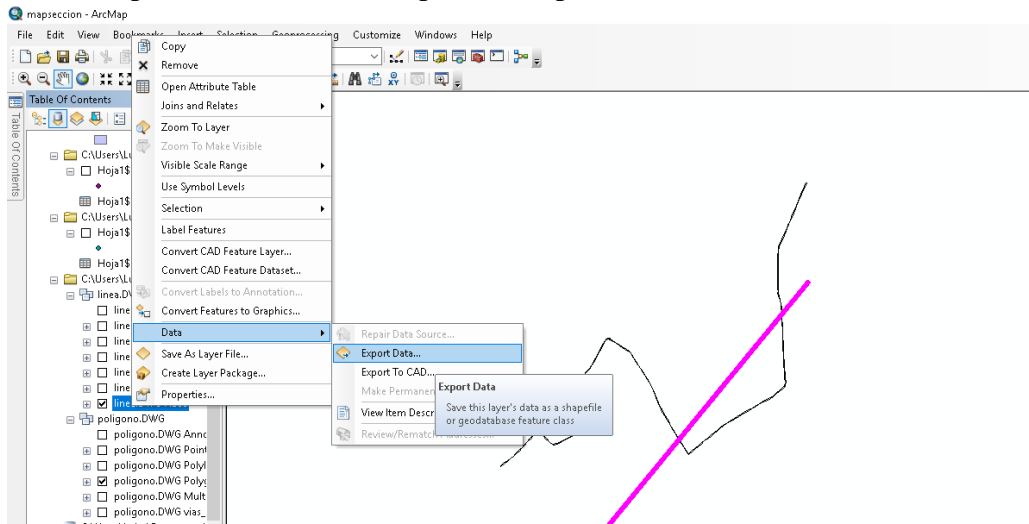 mapseccion - ArcMap
File Edit View Bookmarks Insert Selection Geoprocessing Customize Windows Help
Table Of Contents
Table Of Contents
C:\Users\Lu
Hoja1$
Hoja1$
C:\Users\Lu
Hoja1$
Hoja1$
C:\Users\Lu
linea.DW
line
line
line
line
line
line
line
poligono.DWG
poligono.DWG Anno
poligono.DWG Point
poligono.DWG Polyl
poligono.DWG Polyg
poligono.DWG Mult
poligono.DWG vias_
Copy
Remove
Open Attribute Table
Joins and Relates
Zoom To Layer
Zoom To Make Visible
Visible Scale Range
Use Symbol Levels
Selection
Label Features
Convert CAD Feature Layer...
Convert CAD Feature Dataset...
Convert Labels to Annotation...
Convert Features to Graphics...
Data
Save As Layer File...
Create Layer Package...
Properties...
Repair Data Source...
Export Data...
Export To CAD...
Make Permanen
View Item Descr
Review/Rematch Addresses...
Export Data
Save this layer's data as a shapefile
or geodatabase feature class